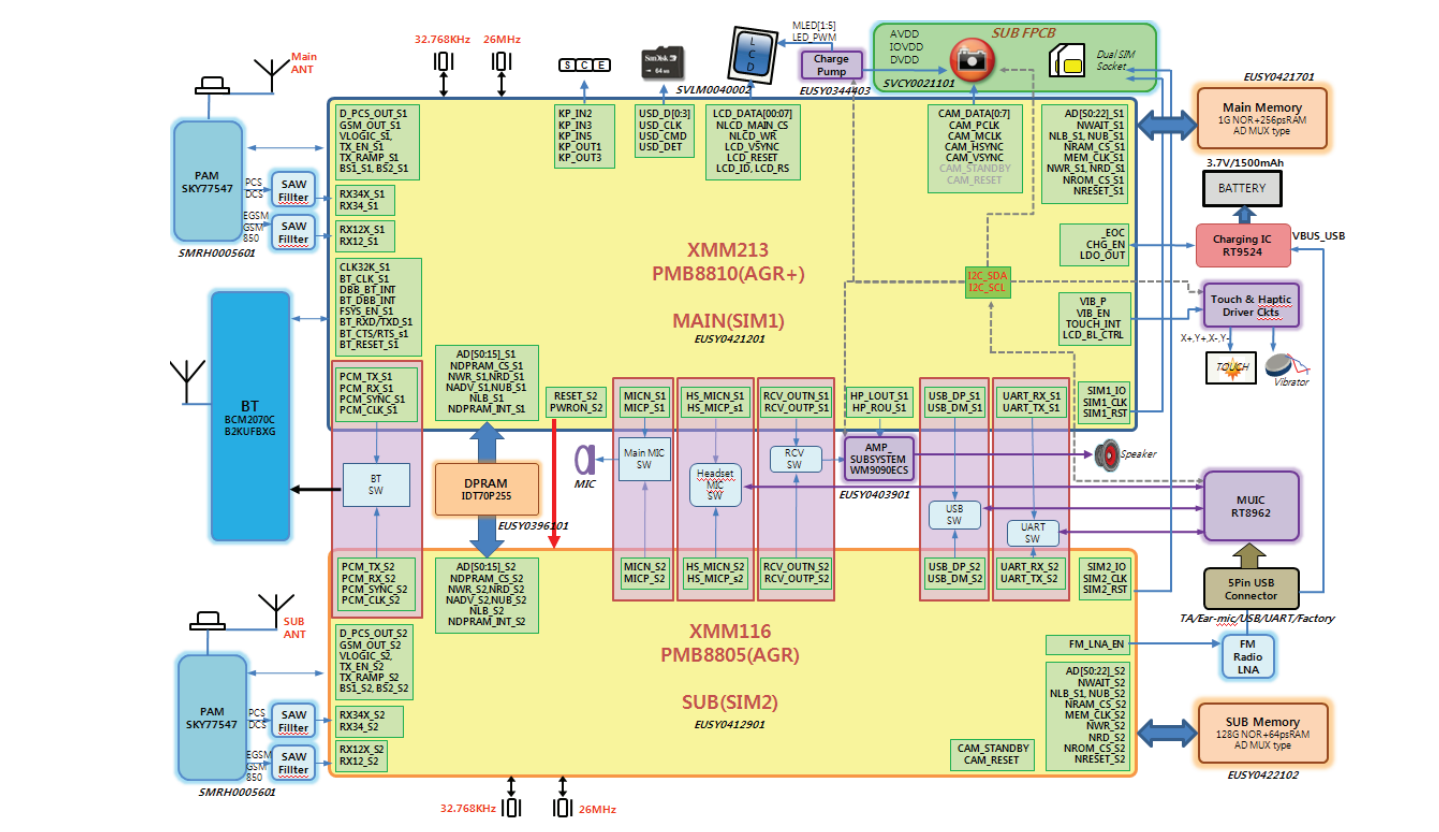 32.768KHz
26MHz
Main
ANT
S C E
SanDisk
64 MB
SVLM0040002
L
C
D
MLED[1:5]
LED_PWM
Charge
Pump
EUSY0344403
AVDD
IOVDD
DVDD
SUB FPCB
Dual SIM
Socket
SVCY0021101
EUSY0421701
Main Memory
1G NOR+256psRAM
AD MUX type
PAM
SKY77547
SMRH0005601
PCS
DCS
SAW
Fillter
EGSM
GSM
850
SAW
Fillter
D_PCS_OUT_S1
GSM_OUT_S1
VLOGIC_S1,
TX_EN_S1
TX_RAMP_S1
BS1_S1, BS2_S1
RX34X_S1
RX34_S1
RX12X_S1
RX12_S1
KP_IN2
KP_IN3
KP_IN5
KP_OUT1
KP_OUT3
USD_D[0:3]
USD_CLK
USD_CMD
USD_DET
LCD_DATA[00:07]
NLCD_MAIN_CS
NLCD_WR
LCD_VSYNC
LCD_RESET
LCD_ID, LCD_RS
CAM_DATA[0:7]
CAM_PCLK
CAM_MCLK
CAM_HSYNC
CAM_VSYNC
CAM_STANDBY
CAM_RESET
AD[S0:22]_S1
NWAIT_S1
NLB_S1, NUB_S1
NRAM_CS_S1
MEM_CLK_S1
NWR_S1, NRD_S1
NROM_CS_S1
NRESET_S1
3.7V/1500mAh
BATTERY
Charging IC
RT9524
VBUS_USB
_EOC
CHG_EN
LDO_OUT
XMM213
PMB8810(AGR+)
MAIN(SIM1)
EUSY0421201
I2C_SDA
I2C_SCL
VIB_P
VIB_EN
TOUCH_INT
LCD_BL_CTRL
Touch & Haptic
Driver Ckts
X+,Y+,X-,Y-
TOUCH
Vibrator
CLK32K_S1
BT_CLK_S1
DBB_BT_INT
BT_DBB_INT
FSYS_EN_S1
BT_RXD/TXD_S1
BT_CTS/RTS_s1
BT_RESET_S1
BT
BCM2070C
B2KUFBXG
PCM_TX_S1
PCM_RX_S1
PCM_SYNC_S1
PCM_CLK_S1
AD[S0:15]_S1
NDPRAM_CS_S1
NWR_S1,NRD_S1
NADV_S1,NUB_S1
NLB_S1
NDPRAM_INT_S1
RESET_S2
PWRON_S2
MICN_S1
MICP_S1
HS_MICN_S1
HS_MICP_s1
RCV_OUTN_S1
RCV_OUTP_S1
HP_LOUT_S1
HP_ROU_S1
USB_DP_S1
USB_DM_S1
UART_RX_S1
UART_TX_S1
SIM1_IO
SIM1_CLK
SIM1_RST
BT
SW
DPRAM
IDT70P255
EUSY0396101
MIC
Main MIC
SW
Headset
MIC
SW
RCV
SW
AMP_
SUBSYSTEM
WM9090ECS
EUSY0403901
Speaker
USB
SW
UART
SW
MUIC
RT8962
5Pin USB
Connector
TA/Ear-mic/USB/UART/Factory
PCM_TX_S2
PCM_RX_S2
PCM_SYNC_S2
PCM_CLK_S2
AD[S0:15]_S2
NDPRAM_CS_S2
NWR_S2,NRD_S2
NADV_S2,NUB_S2
NLB_S2
NDPRAM_INT_S2
MICN_S2
MICP_S2
HS_MICN_S2
HS_MICP_s2
RCV_OUTN_S2
RCV_OUTP_S2
USB_DP_S2
USB_DM_S2
UART_RX_S2
UART_TX_S2
SIM2_IO
SIM2_CLK
SIM2_RST
SUB
ANT
PAM
SKY77547
SMRH0005601
PCS
DCS
SAW
Fillter
EGSM
GSM
850
SAW
Fillter
D_PCS_OUT_S2
GSM_OUT_S2
VLOGIC_S2,
TX_EN_S2
TX_RAMP_S2
BS1_S2, BS2_S2
RX34X_S2
RX34_S2
RX12X_S2
RX12_S2
XMM116
PMB8805(AGR)
SUB(SIM2)
EUSY0412901
FM_LNA_EN
FM
Radio
LNA
AD[S0:22]_S2
NWAIT_S2
NLB_S1, NUB_S2
NRAM_CS_S2
MEM_CLK_S2
NWR_S2
NRD_S2
NROM_CS_S2
NRESET_S2
CAM_STANDBY
CAM_RESET
SUB Memory
128G NOR+64psRAM
AD MUX type
EUSY0422102
32.768KHz
26MHz